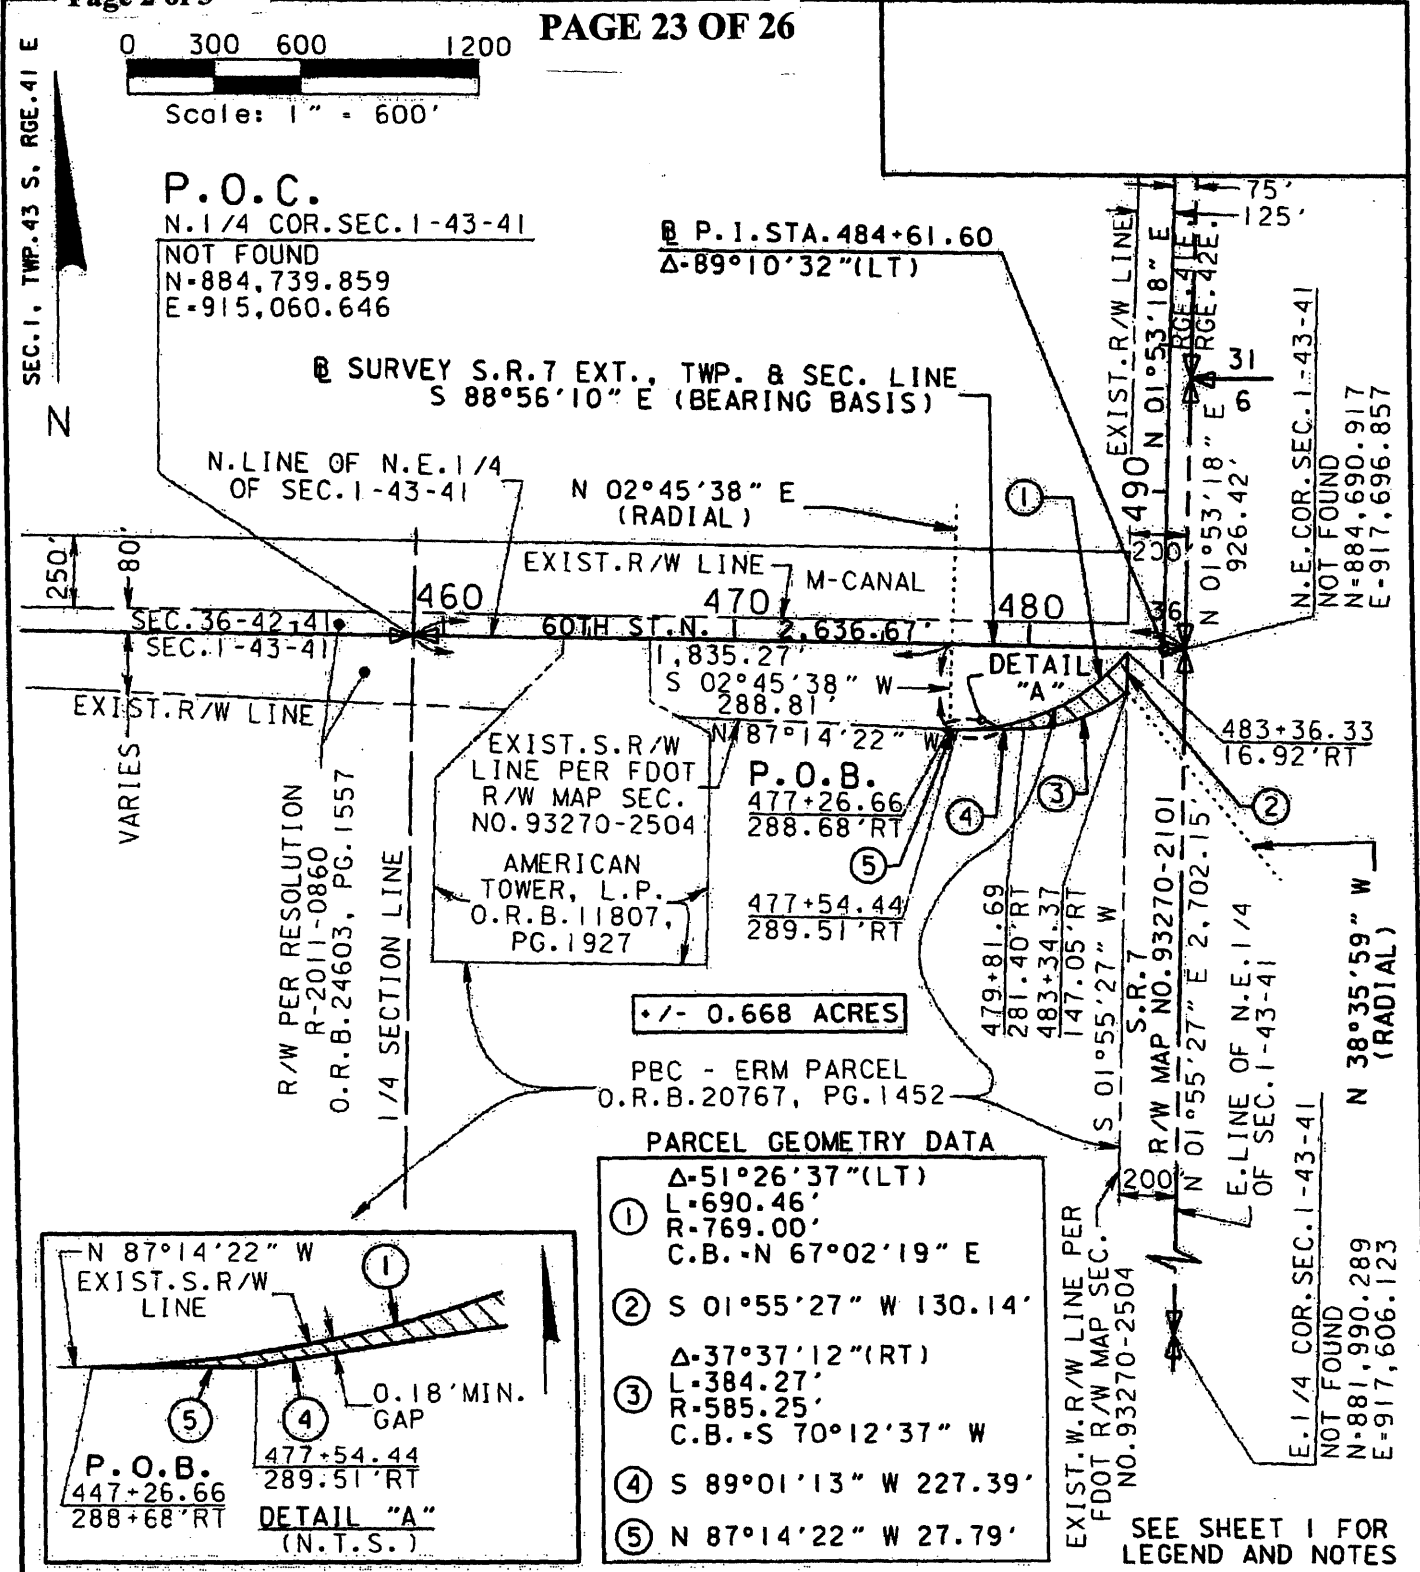 Page 2 of 3
PAGE 23 OF 26
0 300 600 1200
Scale: 1" = 600'
SEC.1, TWP.43 S, RGE.41 E
N
P.O.C.
N.1/4 COR.SEC.1-43-41
NOT FOUND
N=884,739.859
E=915,060.646
B P.I.STA.484+61.60
Δ=89°10'32"(LT)
75'
125'
EXIST.R/W LINE
N 01°53'18" E
RGE.41E.
RGE.42E.
31
6
N 01°53'18" E
926.42'
N.E.COR.SEC.1-43-41
NOT FOUND
N=884,690.917
E=917,696.857
B SURVEY S.R.7 EXT., TWP. & SEC. LINE
S 88°56'10" E (BEARING BASIS)
N.LINE OF N.E.1/4
OF SEC.1-43-41
N 02°45'38" E
(RADIAL)
1
490
200'
250'
80'
EXIST.R/W LINE
M-CANAL
460
470
480
36
SEC.36-42-41
SEC.1-43-41
60TH ST.N.
2,636.67'
1,835.27'
S 02°45'38" W
288.81'
DETAIL
"A"
EXIST.R/W LINE
VARIES
N 87°14'22" W
483+36.33
16.92'RT
EXIST.S.R/W
LINE PER FDOT
R/W MAP SEC.
NO.93270-2504
P.O.B.
477+26.66
288.68'RT
4
3
2
5
AMERICAN
TOWER, L.P.
O.R.B.11807,
PG.1927
477+54.44
289.51'RT
R/W PER RESOLUTION
R-2011-0860
O.R.B.24603, PG.1557
1/4 SECTION LINE
479+81.69
281.40'RT
483+34.37
147.05'RT
S 01°55'27" W
S.R.7
R/W MAP NO.93270-2101
N 01°55'27" E 2,702.15'
E.LINE OF N.E.1/4
OF SEC.1-43-41
N 38°35'59" W
(RADIAL)
+/- 0.668 ACRES
PBC - ERM PARCEL
O.R.B.20767, PG.1452
200'
EXIST.W.R/W LINE PER
FDOT R/W MAP SEC.
NO.93270-2504
E.1/4 COR.SEC.1-43-41
NOT FOUND
N=881,990.289
E=917,606.123
PARCEL GEOMETRY DATA
1
Δ=51°26'37"(LT)
L=690.46'
R=769.00'
C.B.=N 67°02'19" E
2 S 01°55'27" W 130.14'
3
Δ=37°37'12"(RT)
L=384.27'
R=585.25'
C.B.=S 70°12'37" W
4 S 89°01'13" W 227.39'
5 N 87°14'22" W 27.79'
N 87°14'22" W
EXIST.S.R/W
LINE
1
5
4
0.18'MIN.
GAP
P.O.B.
447+26.66
288+68'RT
477+54.44
289.51'RT
DETAIL "A"
(N.T.S.)
SEE SHEET 1 FOR
LEGEND AND NOTES